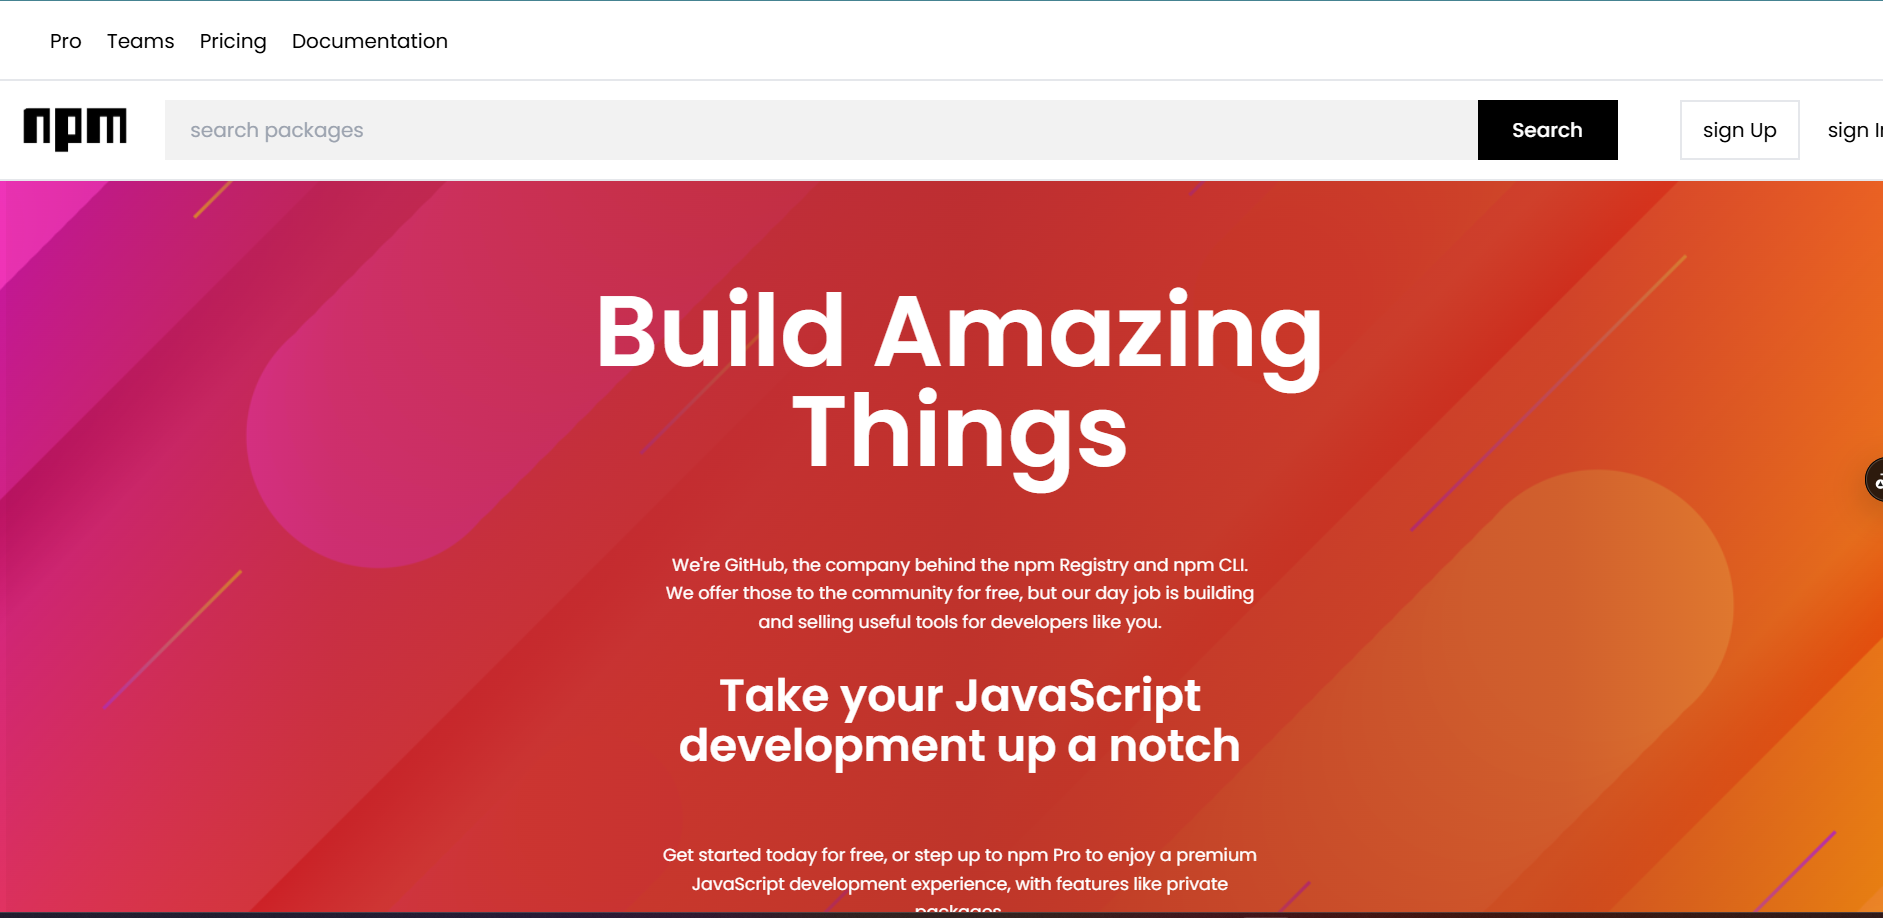 Pro Teams Pricing Documentation
npm search packages Search sign Up sign
Build Amazing
Things
We're GitHub, the company behind the npm Registry and npm CLI.
We offer those to the community for free, but our day job is building
and selling useful tools for developers like you.
Take your JavaScript
development up a notch
Get started today for free, or step up to npm Pro to enjoy a premium
JavaScript development experience, with features like private
packages.